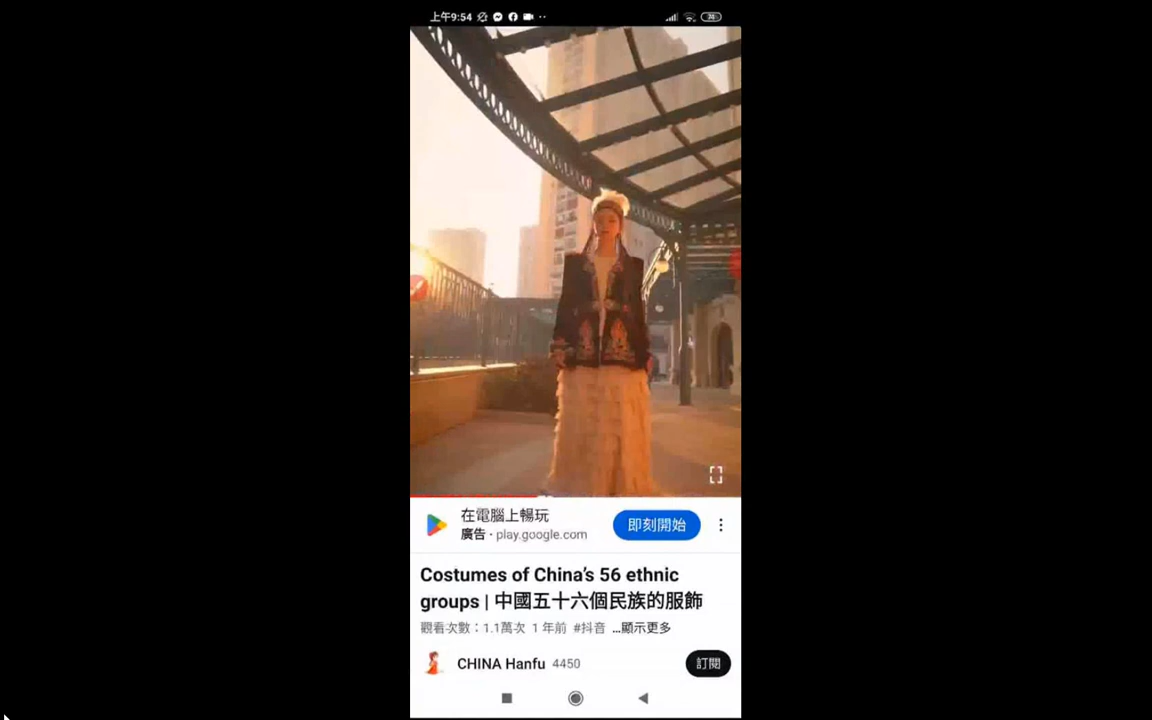 上午9:54
在電腦上暢玩
廣告 · play.google.com
即刻開始
Costumes of China's 56 ethnic
groups | 中國五十六個民族的服飾
觀看次數：1.1萬次 1 年前 #抖音 ...顯示更多
CHINA Hanfu 4450
訂閱